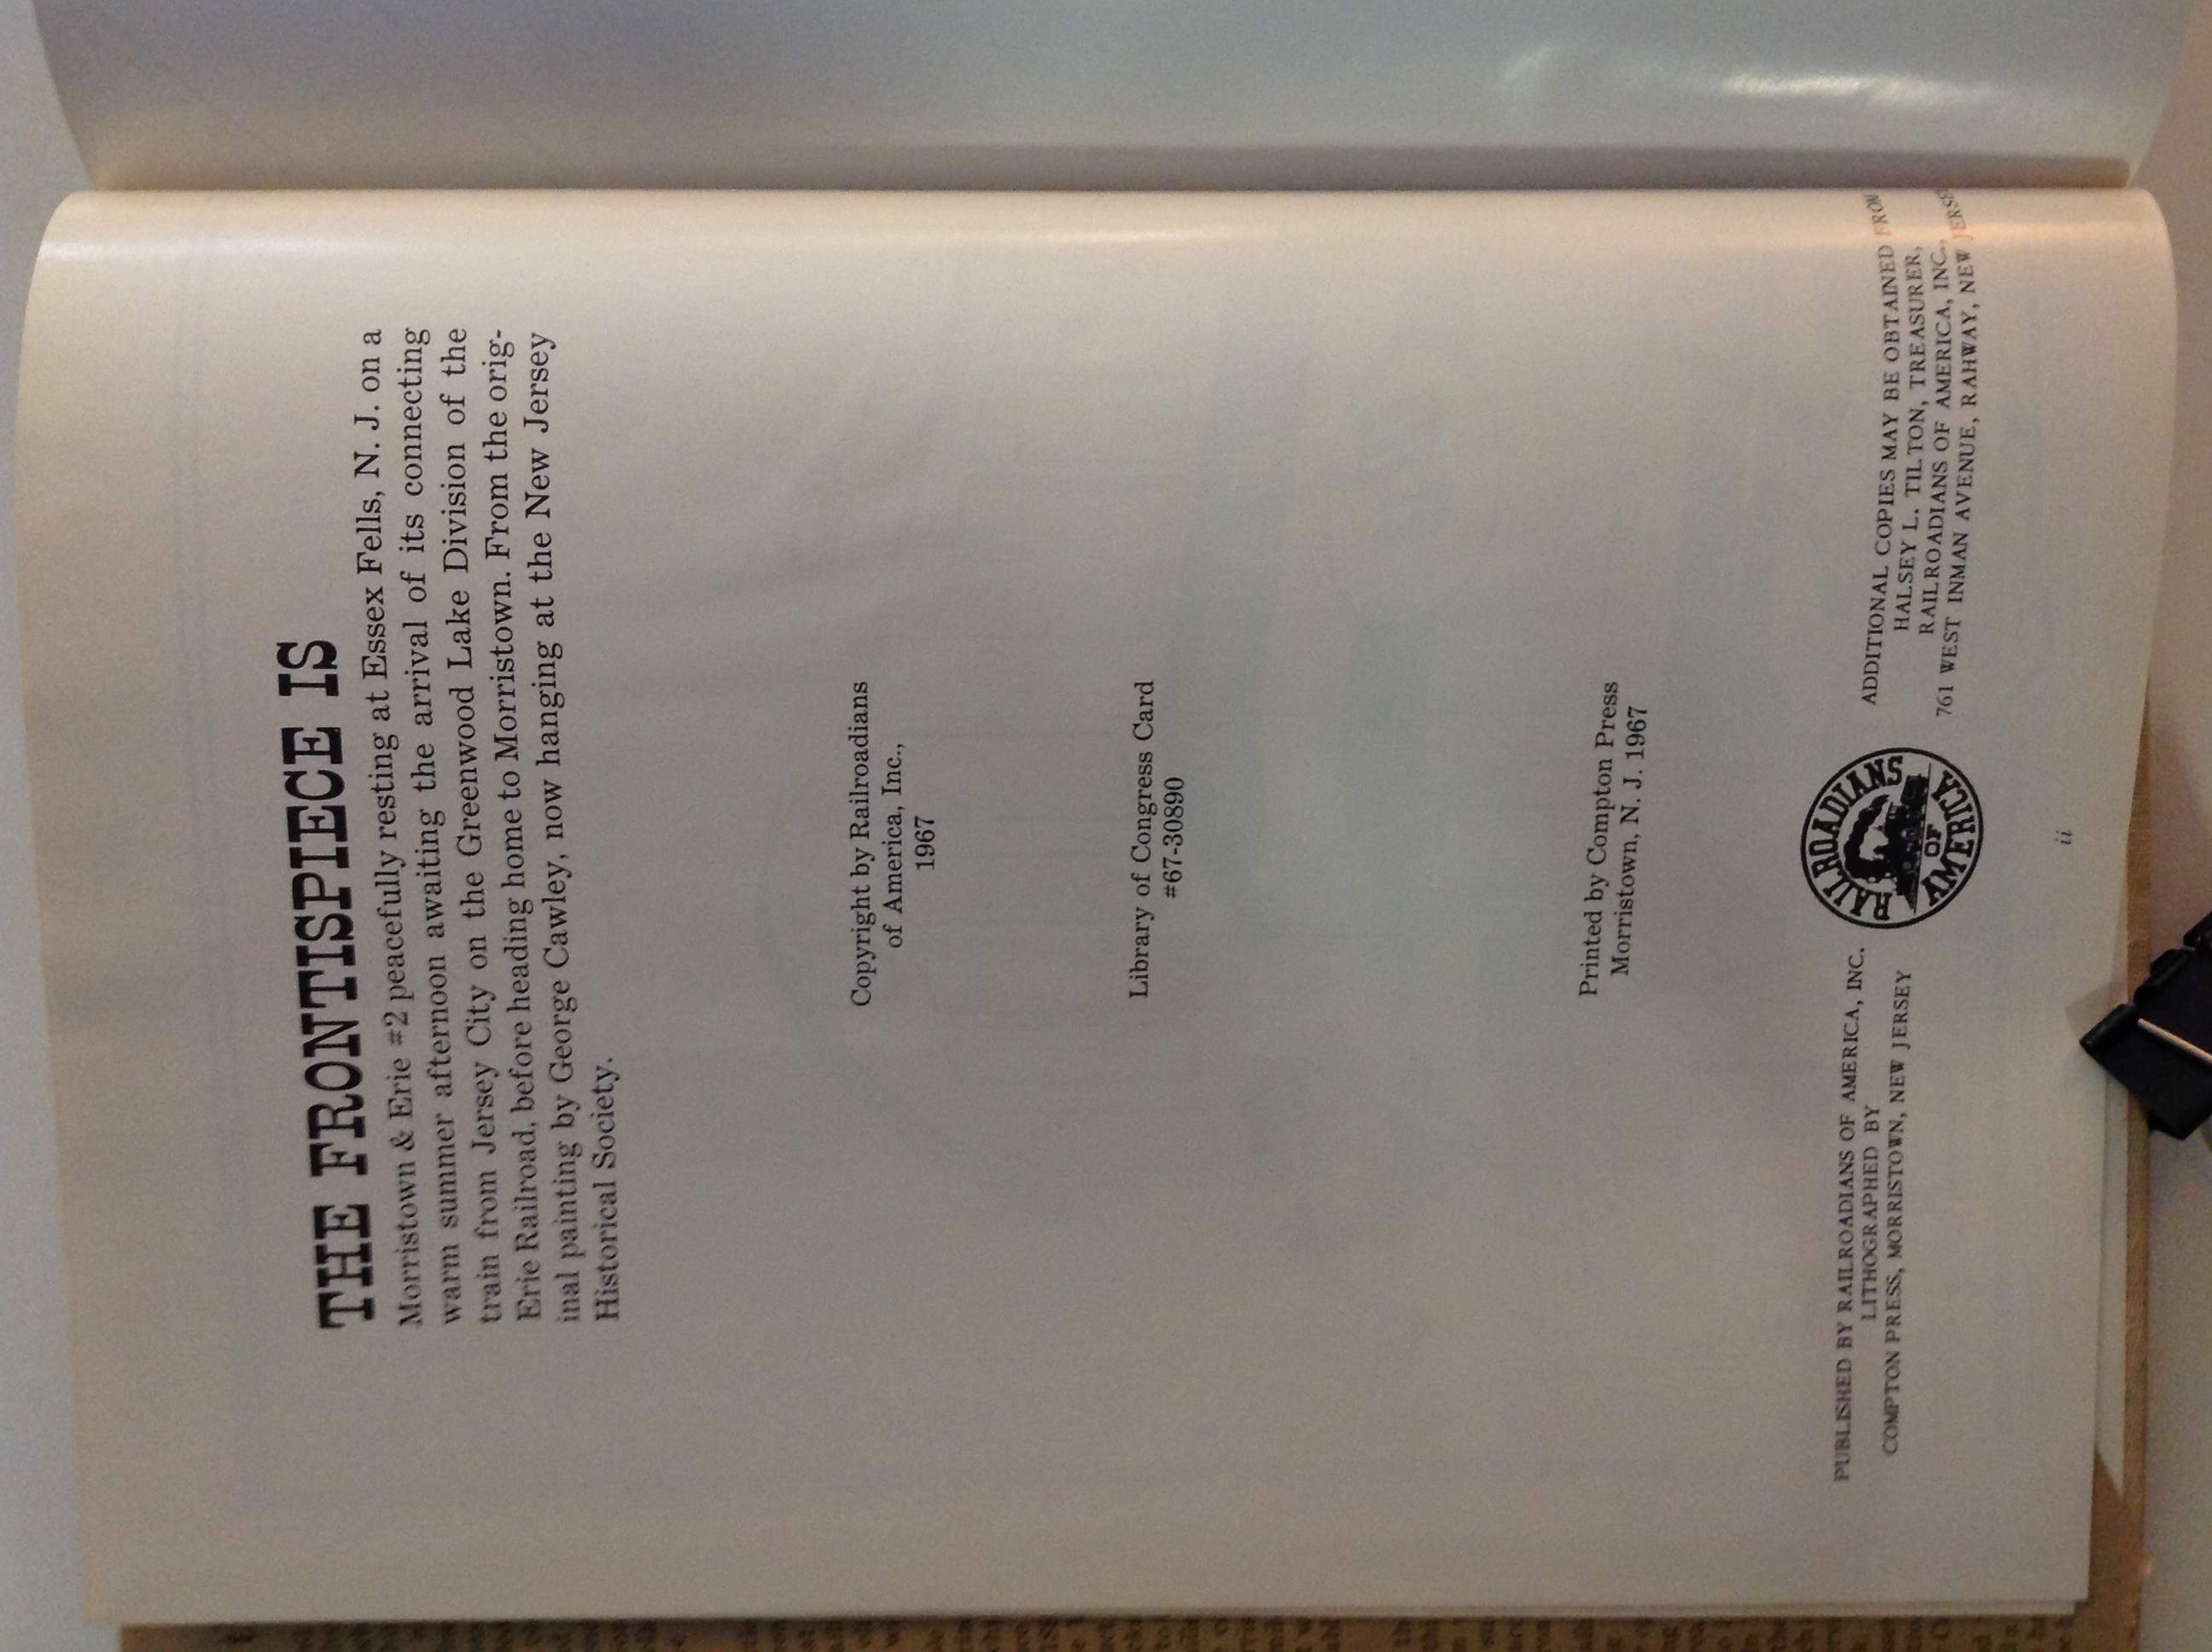 THE FRONTISPIECE IS
Morristown & Erie #2 peacefully resting at Essex Fells, N. J. on a
warm summer afternoon awaiting the arrival of its connecting
train from Jersey City on the Greenwood Lake Division of the
Erie Railroad, before heading home to Morristown. From the orig-
inal painting by George Cawley, now hanging at the New Jersey
Historical Society.
Copyright by Railroadians
of America, Inc.,
1967
Library of Congress Card
#67-30890
Printed by Compton Press
Morristown, N. J. 1967
PUBLISHED BY RAILROADIANS OF AMERICA, INC.
LITHOGRAPHED BY
COMPTON PRESS, MORRISTOWN, NEW JERSEY
RAILROADIANS
OF
AMERICA
ADDITIONAL COPIES MAY BE OBTAINED FROM
HALSEY L. TILTON, TREASURER,
RAILROADIANS OF AMERICA, INC.,
761 WEST INMAN AVENUE, RAHWAY, NEW JERSEY
ii